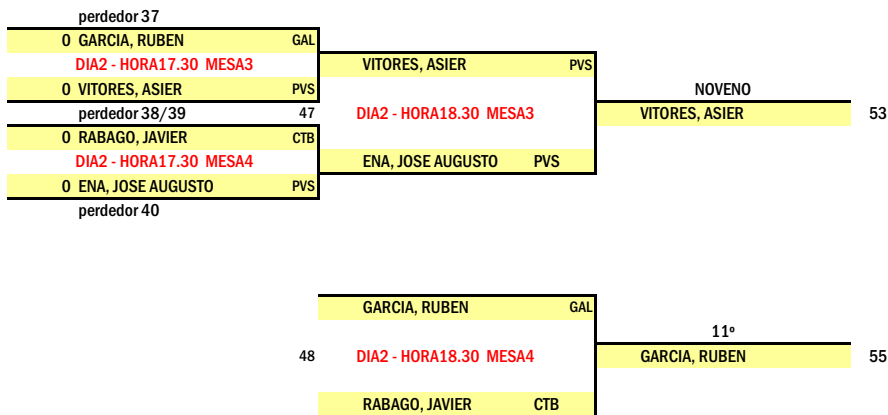 perdedor 37
0 GARCIA, RUBEN GAL
DIA2 - HORA17.30 MESA3 VITORES, ASIER PVS
0 VITORES, ASIER PVS NOVENO
perdedor 38/39 47 DIA2 - HORA18.30 MESA3 VITORES, ASIER 53
0 RABAGO, JAVIER CTB
DIA2 - HORA17.30 MESA4 ENA, JOSE AUGUSTO PVS
0 ENA, JOSE AUGUSTO PVS
perdedor 40
GARCIA, RUBEN GAL
11º
48 DIA2 - HORA18.30 MESA4 GARCIA, RUBEN 55
RABAGO, JAVIER CTB